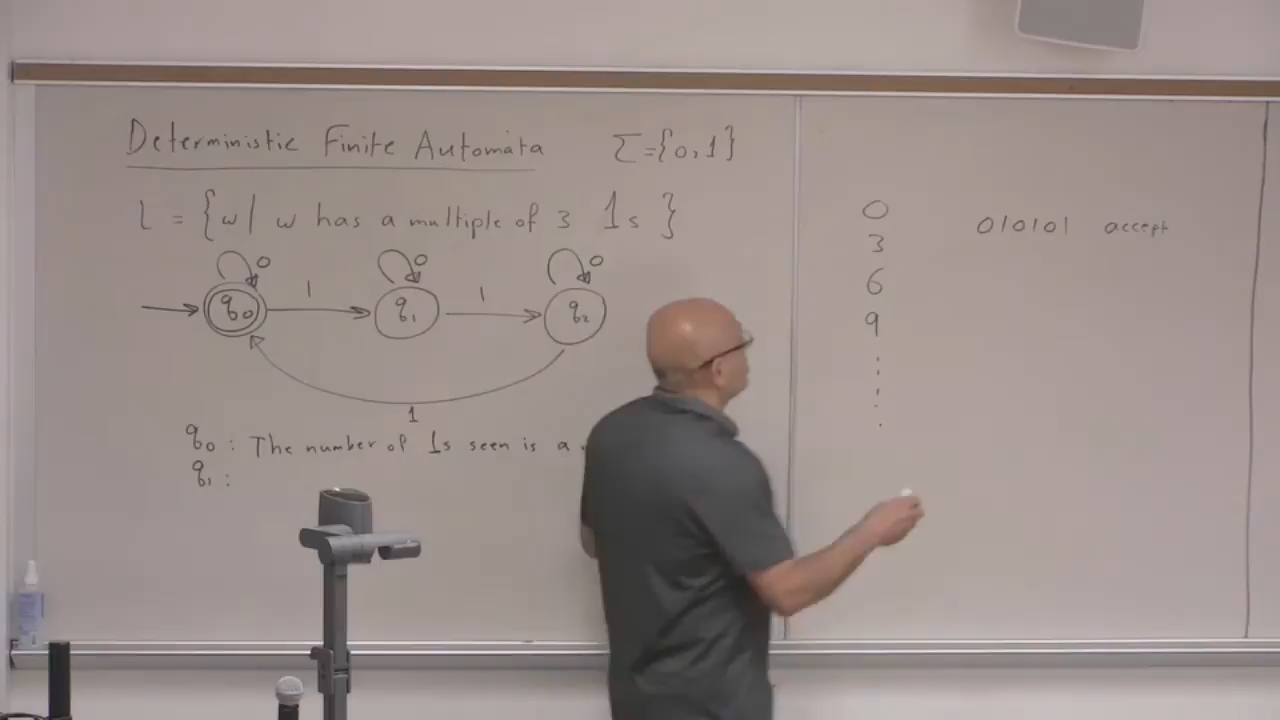 Deterministic Finite Automata Σ={0,1}
L = {w| w has a multiple of 3 1s }
0 0 0
q0 1 q1 1 q2
1
q0 : The number of 1s seen is a
q1 :
0
3
6
9
010101 accept